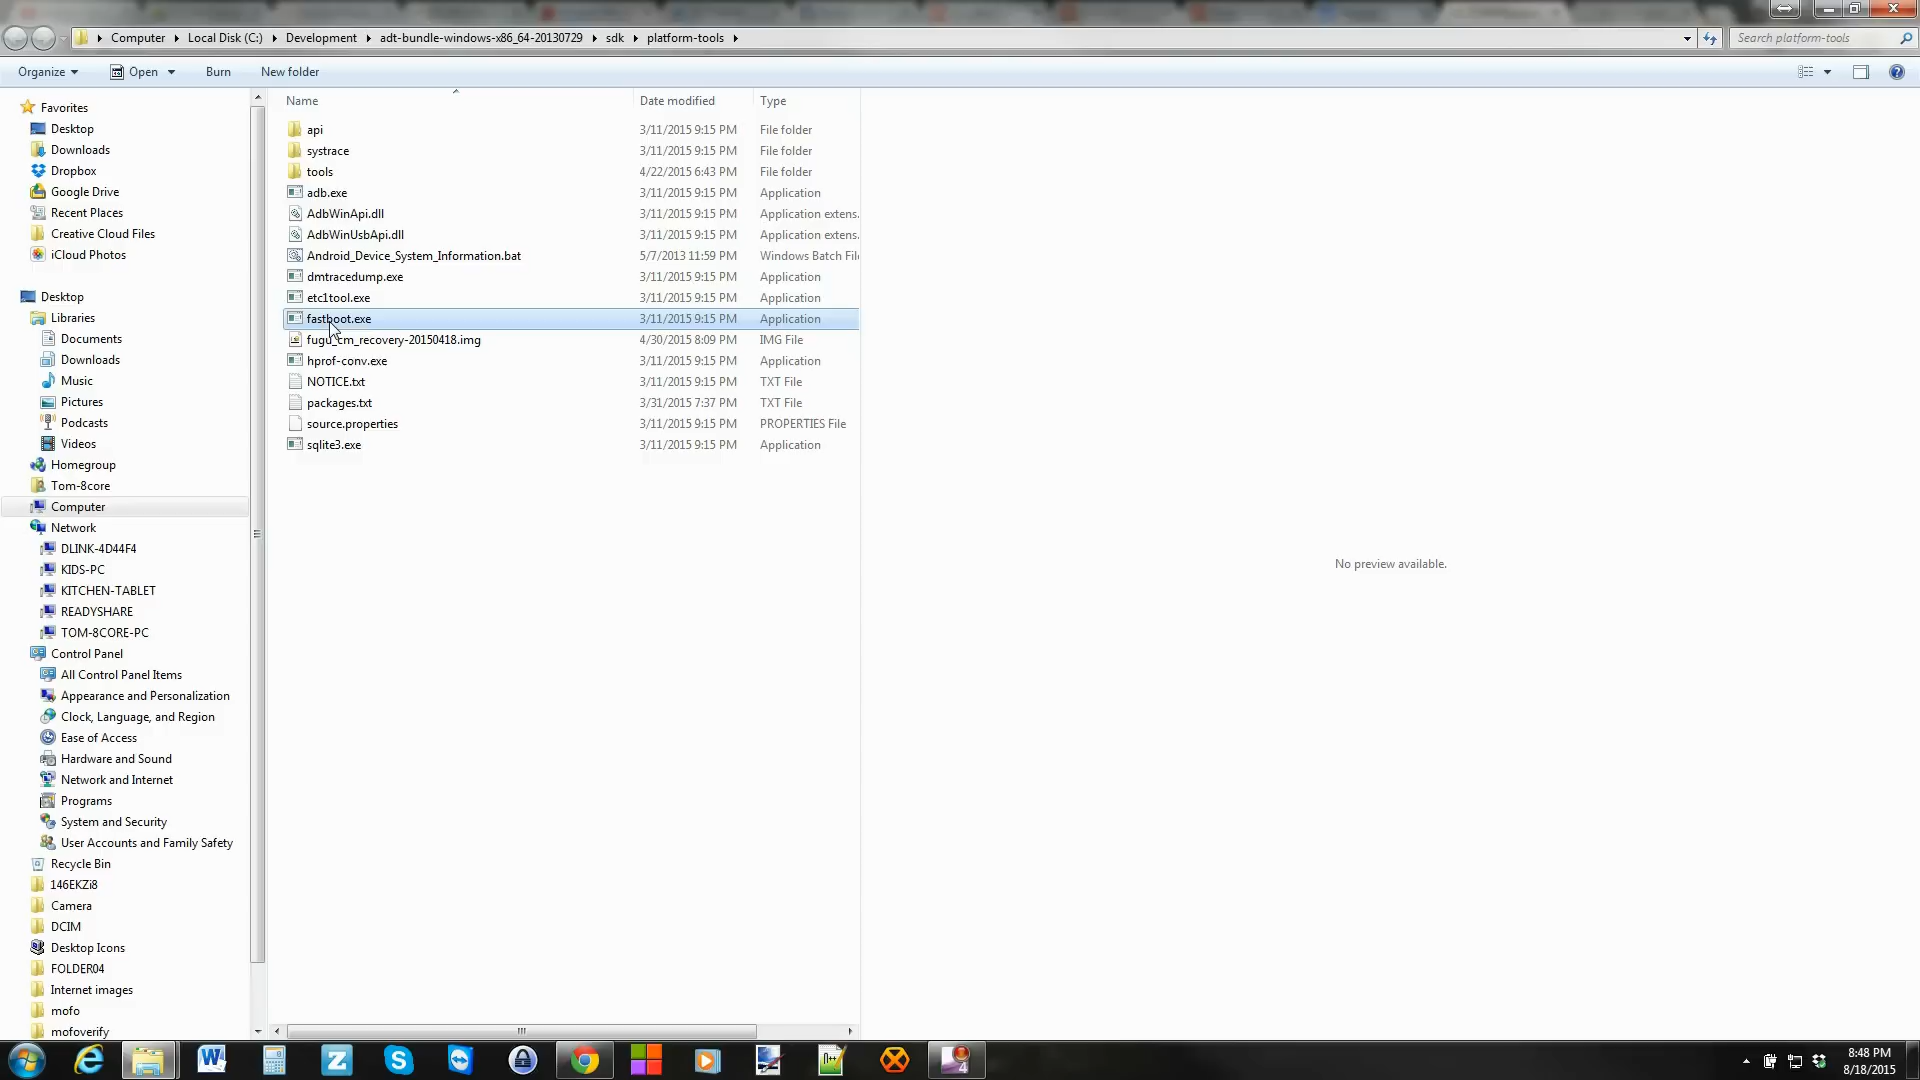 Computer Local Disk (C:) Development adt-bundle-windows-x86_64-20130729 sdk platform-tools Search platform-tools
Organize Open Burn New folder
Favorites
Desktop
Downloads
Dropbox
Google Drive
Recent Places
Creative Cloud Files
iCloud Photos
Desktop
Libraries
Documents
Downloads
Music
Pictures
Podcasts
Videos
Homegroup
Tom-8core
Computer
Network
DLINK-4D44F4
KIDS-PC
KITCHEN-TABLET
READYSHARE
TOM-8CORE-PC
Control Panel
All Control Panel Items
Appearance and Personalization
Clock, Language, and Region
Ease of Access
Hardware and Sound
Network and Internet
Programs
System and Security
User Accounts and Family Safety
Recycle Bin
146EKZi8
Camera
DCIM
Desktop Icons
FOLDER04
Internet images
mofo
mofoverify
Name Date modified Type
api 3/11/2015 9:15 PM File folder
systrace 3/11/2015 9:15 PM File folder
tools 4/22/2015 6:43 PM File folder
adb.exe 3/11/2015 9:15 PM Application
AdbWinApi.dll 3/11/2015 9:15 PM Application extens.
AdbWinUsbApi.dll 3/11/2015 9:15 PM Application extens.
Android_Device_System_Information.bat 5/7/2013 11:59 PM Windows Batch File
dmtracedump.exe 3/11/2015 9:15 PM Application
etc1tool.exe 3/11/2015 9:15 PM Application
fastboot.exe 3/11/2015 9:15 PM Application
fugu_cm_recovery-20150418.img 4/30/2015 8:09 PM IMG File
hprof-conv.exe 3/11/2015 9:15 PM Application
NOTICE.txt 3/11/2015 9:15 PM TXT File
packages.txt 3/31/2015 7:37 PM TXT File
source.properties 3/11/2015 9:15 PM PROPERTIES File
sqlite3.exe 3/11/2015 9:15 PM Application
No preview available.
8:48 PM
8/18/2015